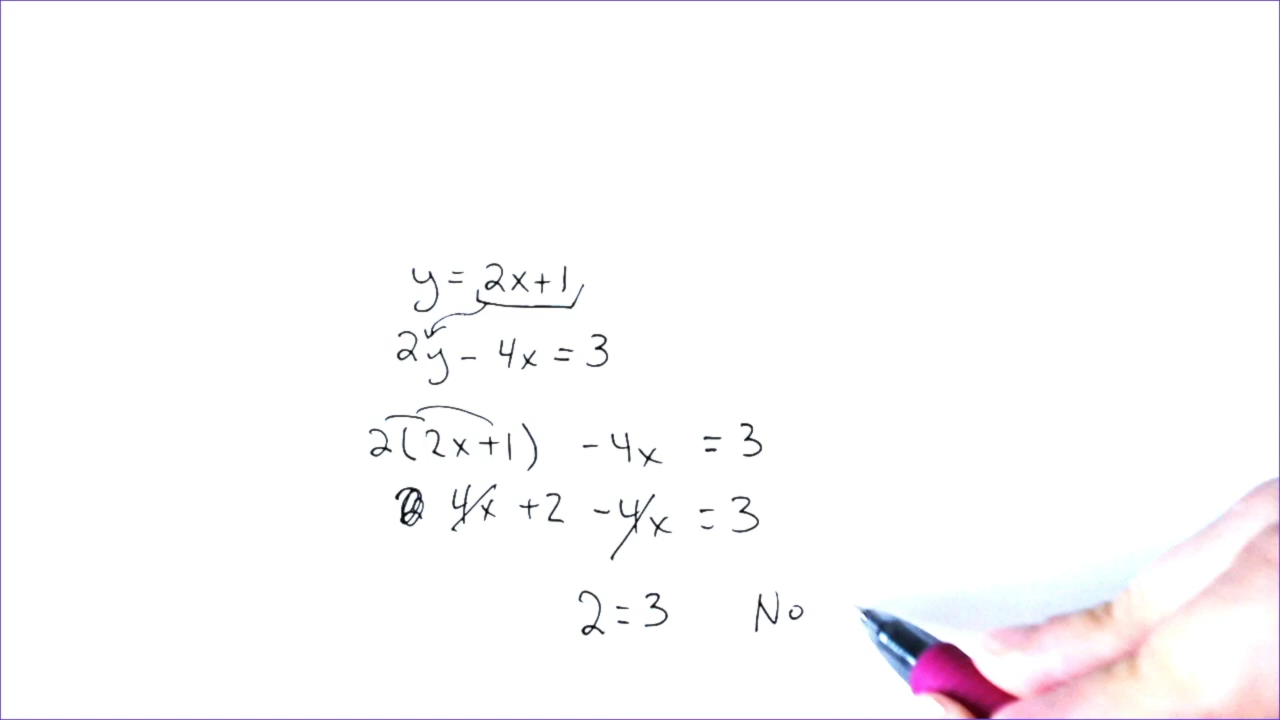 y = 2x+1
2y - 4x = 3
2(2x+1) - 4x = 3
4x + 2 - 4x = 3
2 = 3 No